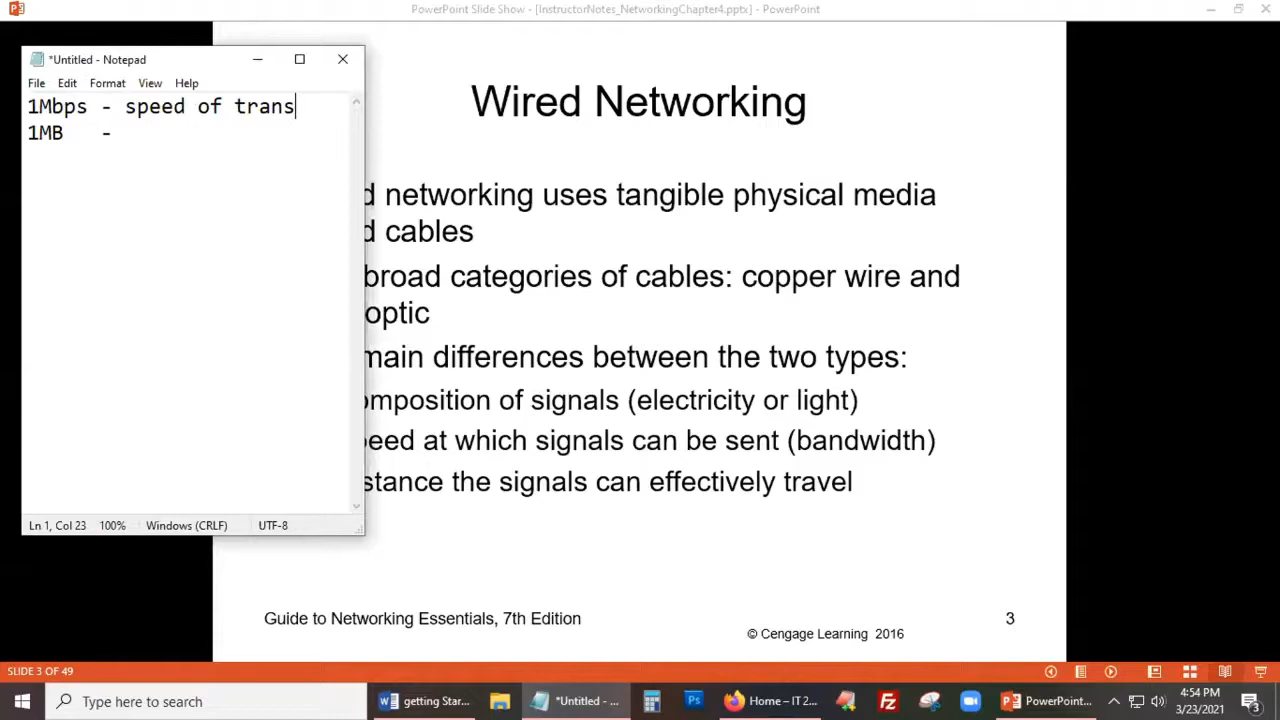 PowerPoint Slide Show - [InstructorNotes_NetworkingChapter4.pptx] - PowerPoint
*Untitled - Notepad
File Edit Format View Help
1Mbps - speed of trans
1MB -
Ln 1, Col 23 100% Windows (CRLF) UTF-8
Wired Networking
d networking uses tangible physical media
d cables
broad categories of cables: copper wire and
optic
main differences between the two types:
omposition of signals (electricity or light)
peed at which signals can be sent (bandwidth)
stance the signals can effectively travel
Guide to Networking Essentials, 7th Edition
© Cengage Learning 2016
3
SLIDE 3 OF 49
Type here to search
getting Star...
*Untitled - ...
Ps
Home – IT 2...
PowerPoint...
4:54 PM
3/23/2021
3